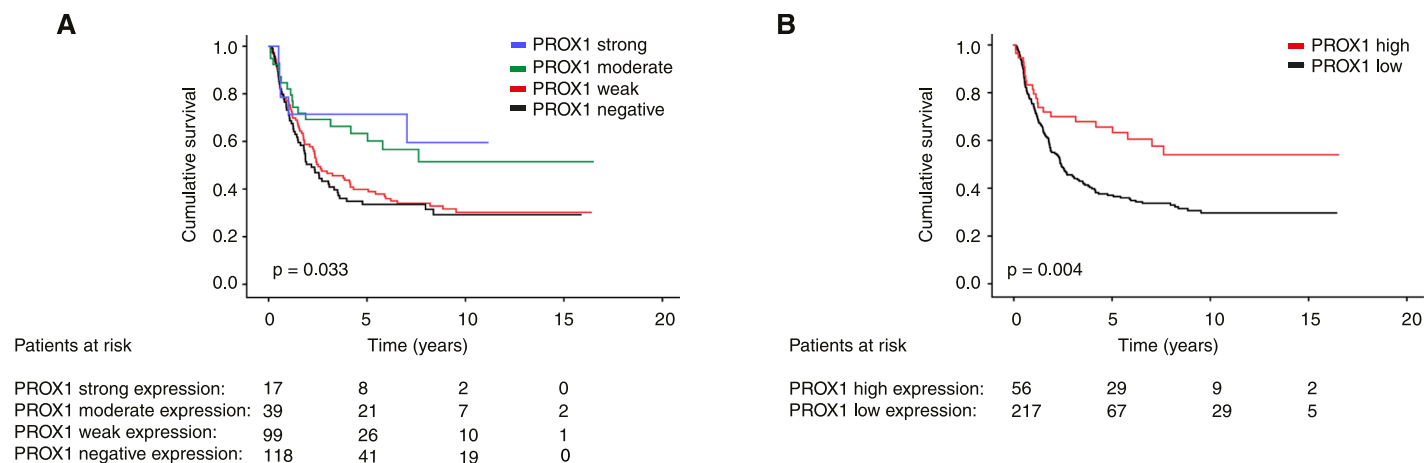 A
PROX1 strong
PROX1 moderate
PROX1 weak
PROX1 negative
Cumulative survival
1.0
0.8
0.6
0.4
0.2
0.0
p = 0.033
0 5 10 15 20
Patients at risk Time (years)
PROX1 strong expression: 17 8 2 0
PROX1 moderate expression: 39 21 7 2
PROX1 weak expression: 99 26 10 1
PROX1 negative expression: 118 41 19 0
B
PROX1 high
PROX1 low
Cumulative survival
1.0
0.8
0.6
0.4
0.2
0.0
p = 0.004
0 5 10 15 20
Patients at risk Time (years)
PROX1 high expression: 56 29 9 2
PROX1 low expression: 217 67 29 5